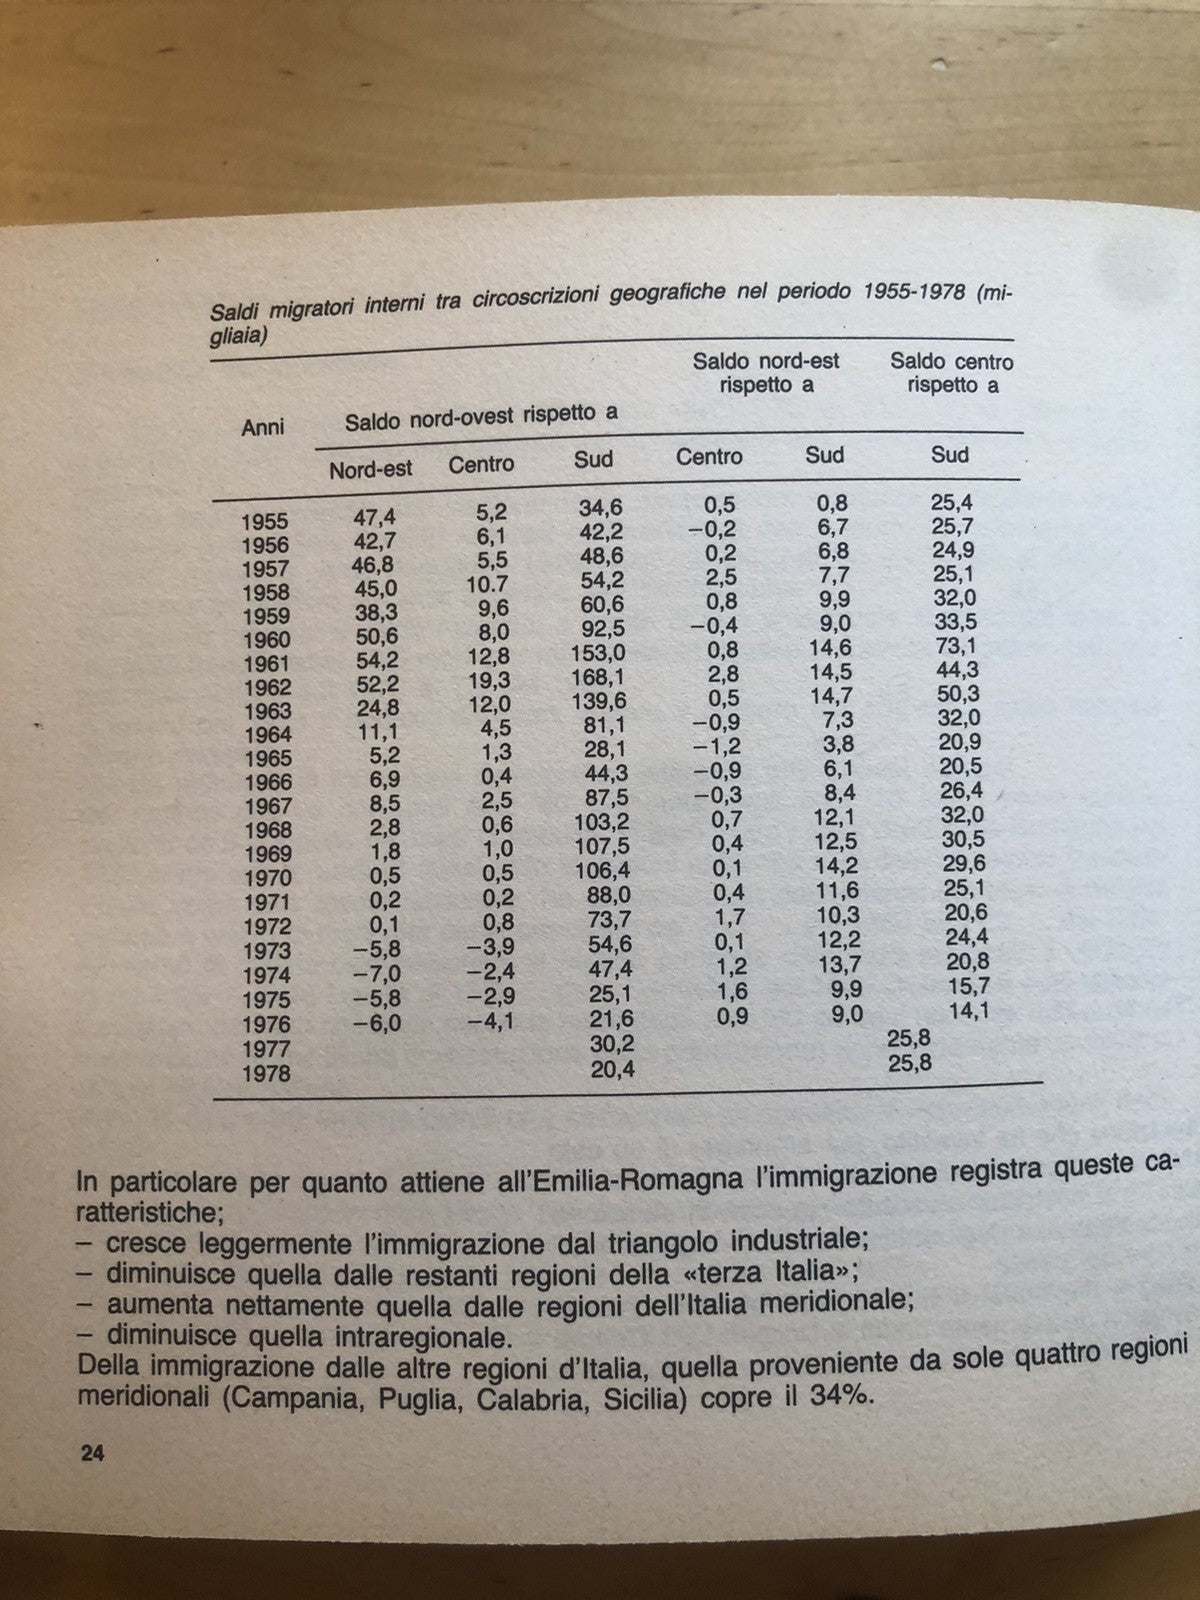 Saldi migratori interni tra circoscrizioni geografiche nel periodo 1955-1978 (mi-
gliaia)
Anni Saldo nord-ovest rispetto a Saldo nord-est rispetto a Saldo centro rispetto a
Nord-est Centro Sud Centro Sud Sud
1955 47,4 5,2 34,6 0,5 0,8 25,4
1956 42,7 6,1 42,2 −0,2 6,7 25,7
1957 46,8 5,5 48,6 0,2 6,8 24,9
1958 45,0 10.7 54,2 2,5 7,7 25,1
1959 38,3 9,6 60,6 0,8 9,9 32,0
1960 50,6 8,0 92,5 −0,4 9,0 33,5
1961 54,2 12,8 153,0 0,8 14,6 73,1
1962 52,2 19,3 168,1 2,8 14,5 44,3
1963 24,8 12,0 139,6 0,5 14,7 50,3
1964 11,1 4,5 81,1 −0,9 7,3 32,0
1965 5,2 1,3 28,1 −1,2 3,8 20,9
1966 6,9 0,4 44,3 −0,9 6,1 20,5
1967 8,5 2,5 87,5 −0,3 8,4 26,4
1968 2,8 0,6 103,2 0,7 12,1 32,0
1969 1,8 1,0 107,5 0,4 12,5 30,5
1970 0,5 0,5 106,4 0,1 14,2 29,6
1971 0,2 0,2 88,0 0,4 11,6 25,1
1972 0,1 0,8 73,7 1,7 10,3 20,6
1973 −5,8 −3,9 54,6 0,1 12,2 24,4
1974 −7,0 −2,4 47,4 1,2 13,7 20,8
1975 −5,8 −2,9 25,1 1,6 9,9 15,7
1976 −6,0 −4,1 21,6 0,9 9,0 14,1
1977 30,2 25,8
1978 20,4 25,8
In particolare per quanto attiene all'Emilia-Romagna l'immigrazione registra queste ca-
ratteristiche;
– cresce leggermente l'immigrazione dal triangolo industriale;
– diminuisce quella dalle restanti regioni della «terza Italia»;
– aumenta nettamente quella dalle regioni dell'Italia meridionale;
– diminuisce quella intraregionale.
Della immigrazione dalle altre regioni d'Italia, quella proveniente da sole quattro regioni
meridionali (Campania, Puglia, Calabria, Sicilia) copre il 34%.
24